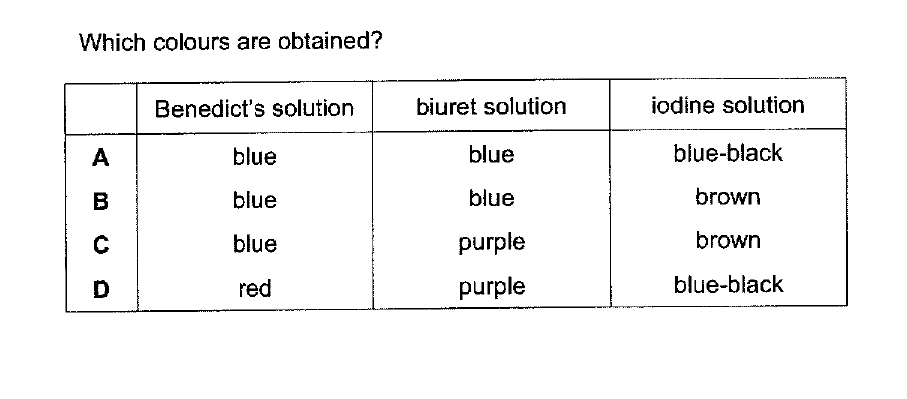 Which colours are obtained?
Benedict's solution biuret solution iodine solution
A blue blue blue-black
B blue blue brown
C blue purple brown
D red purple blue-black